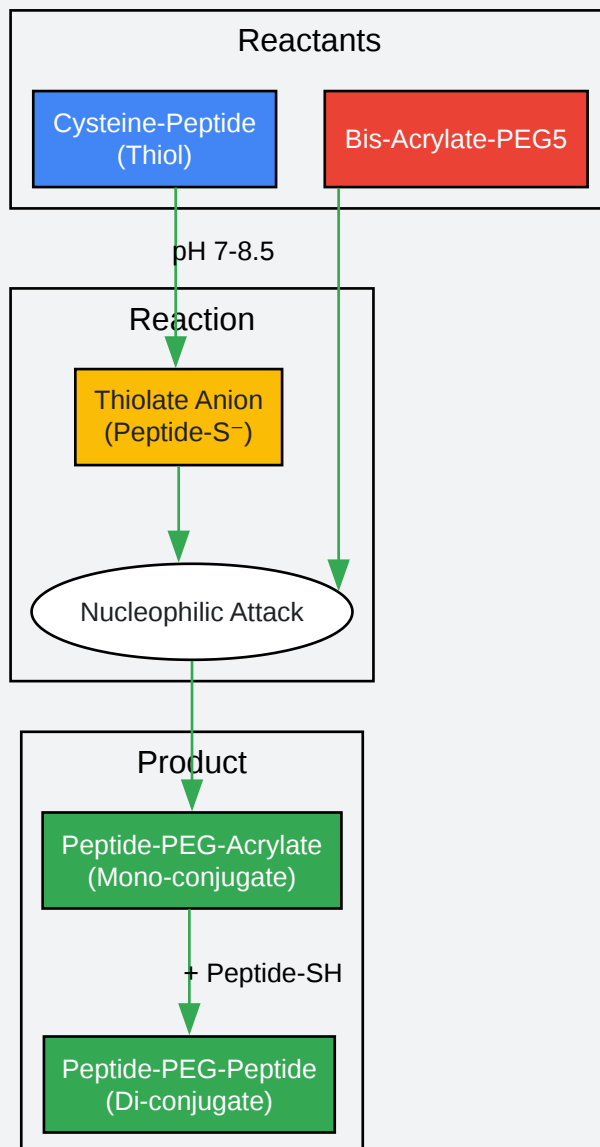 Reactants
Cysteine-Peptide
(Thiol)
Bis-Acrylate-PEG5
pH 7-8.5
Reaction
Thiolate Anion
(Peptide-S⁻)
Nucleophilic Attack
Product
Peptide-PEG-Acrylate
(Mono-conjugate)
+ Peptide-SH
Peptide-PEG-Peptide
(Di-conjugate)